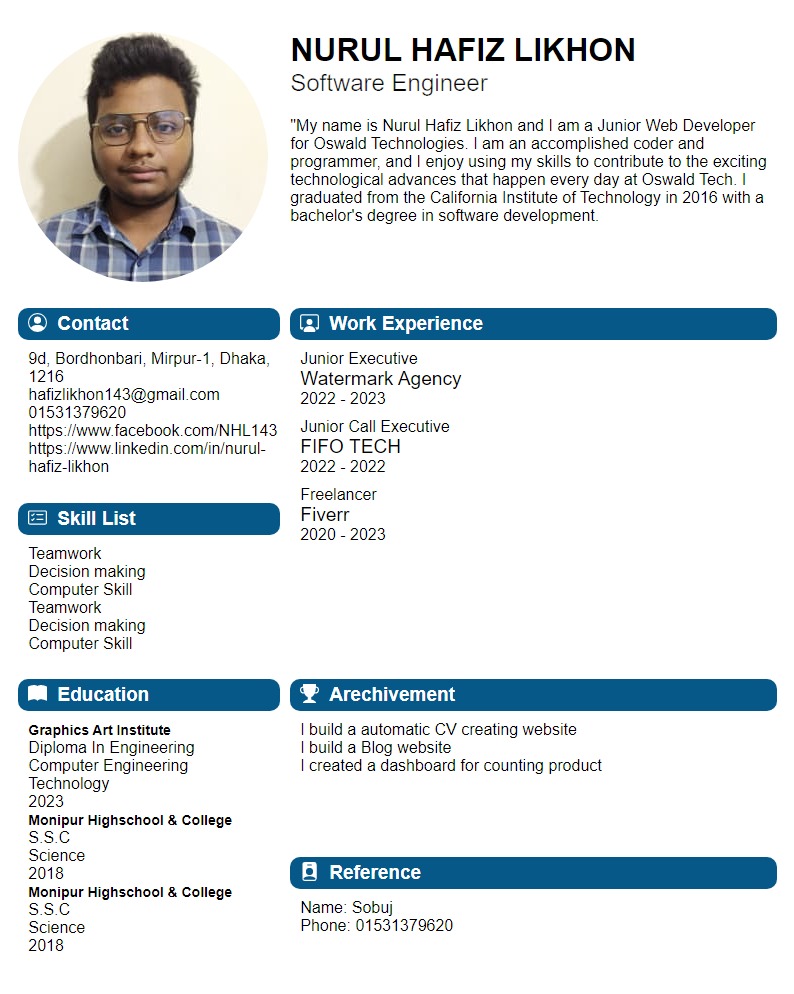 NURUL HAFIZ LIKHON
Software Engineer
"My name is Nurul Hafiz Likhon and I am a Junior Web Developer
for Oswald Technologies. I am an accomplished coder and
programmer, and I enjoy using my skills to contribute to the exciting
technological advances that happen every day at Oswald Tech. I
graduated from the California Institute of Technology in 2016 with a
bachelor's degree in software development.
Contact
9d, Bordhonbari, Mirpur-1, Dhaka,
1216
hafizlikhon143@gmail.com
01531379620
https://www.facebook.com/NHL143
https://www.linkedin.com/in/nurul-
hafiz-likhon
Skill List
Teamwork
Decision making
Computer Skill
Teamwork
Decision making
Computer Skill
Education
Graphics Art Institute
Diploma In Engineering
Computer Engineering
Technology
2023
Monipur Highschool & College
S.S.C
Science
2018
Monipur Highschool & College
S.S.C
Science
2018
Work Experience
Junior Executive
Watermark Agency
2022 - 2023
Junior Call Executive
FIFO TECH
2022 - 2022
Freelancer
Fiverr
2020 - 2023
Arechivement
I build a automatic CV creating website
I build a Blog website
I created a dashboard for counting product
Reference
Name: Sobuj
Phone: 01531379620